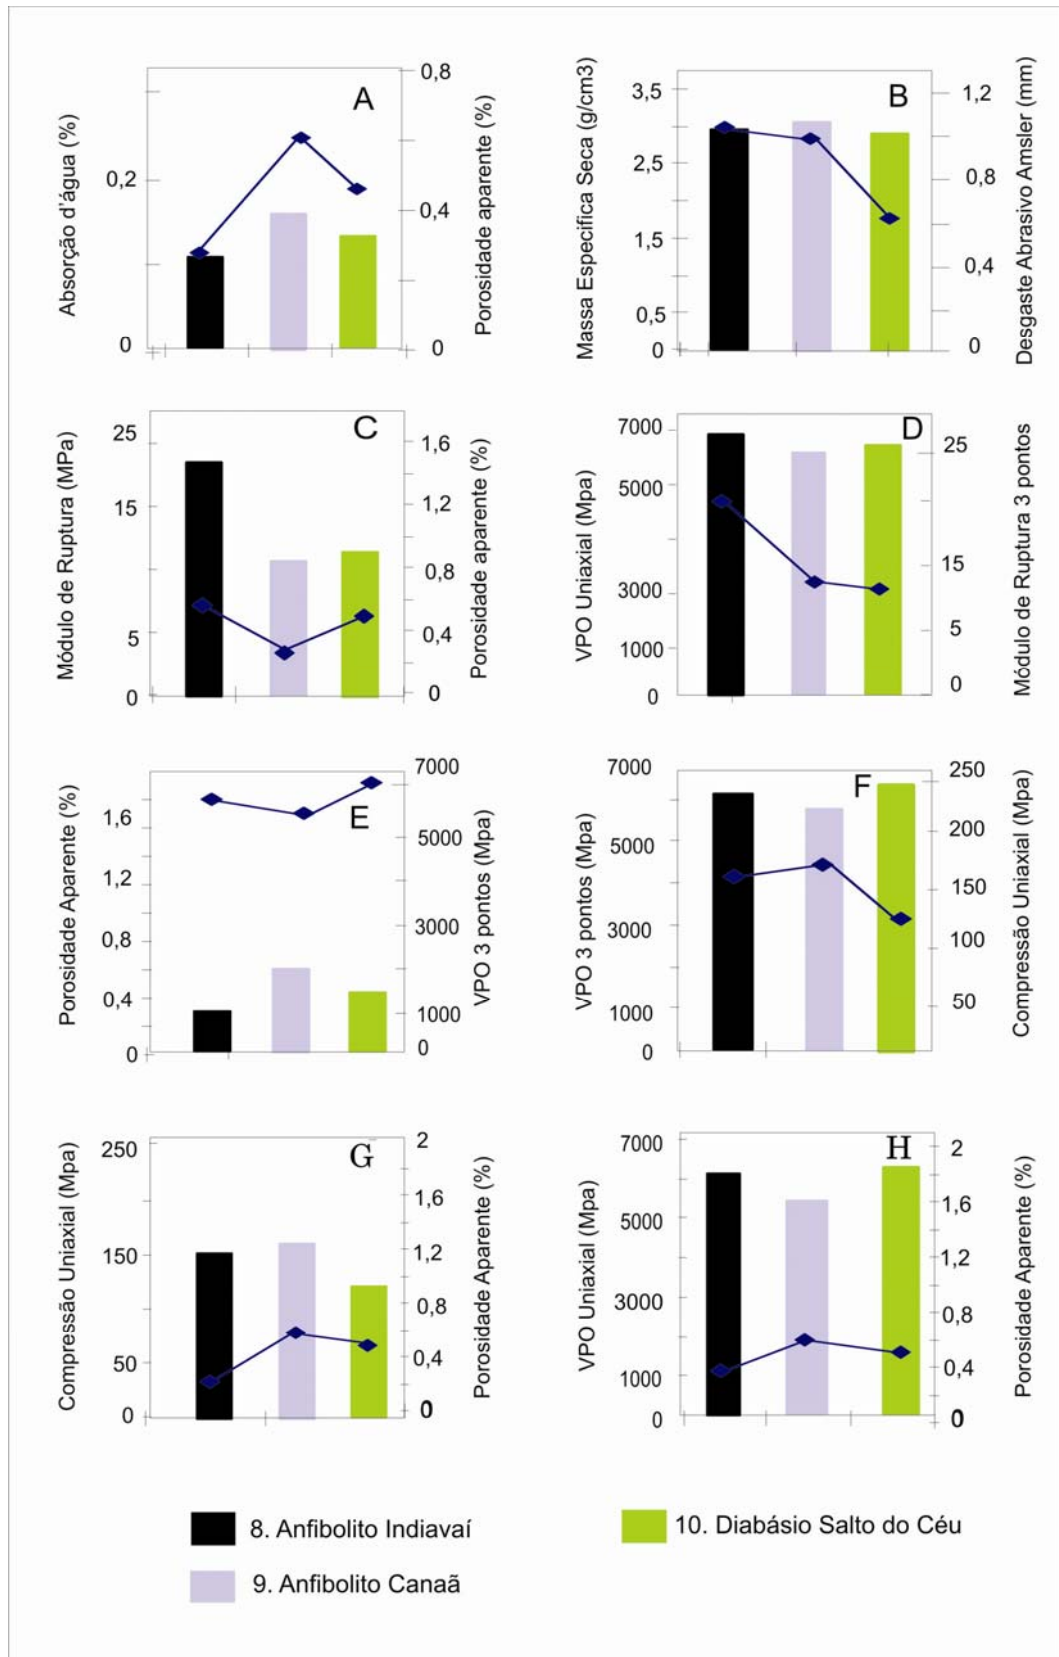 A
Absorção d'água (%)
0,2
0
0,8
0,4
0
Porosidade aparente (%)
B
Massa Especifica Seca (g/cm3)
3,5
2,5
1,5
0,5
0
1,2
0,8
0,4
0
Desgaste Abrasivo Amsler (mm)
C
Módulo de Ruptura (MPa)
25
15
5
0
1,6
1,2
0,8
0,4
0
Porosidade aparente (%)
D
VPO Uniaxial (Mpa)
7000
5000
3000
1000
0
25
15
5
0
Módulo de Ruptura 3 pontos
E
Porosidade Aparente (%)
1,6
1,2
0,8
0,4
0
7000
5000
3000
1000
0
VPO 3 pontos (Mpa)
F
VPO 3 pontos (Mpa)
7000
5000
3000
1000
0
250
200
150
100
50
Compressão Uniaxial (Mpa)
G
Compressão Uniaxial (Mpa)
250
150
50
0
2
1,6
1,2
0,8
0,4
0
Porosidade Aparente (%)
H
VPO Uniaxial (Mpa)
7000
5000
3000
1000
0
2
1,6
1,2
0,8
0,4
0
Porosidade Aparente (%)
8. Anfibolito Indiavaí
10. Diabásio Salto do Céu
9. Anfibolito Canaã